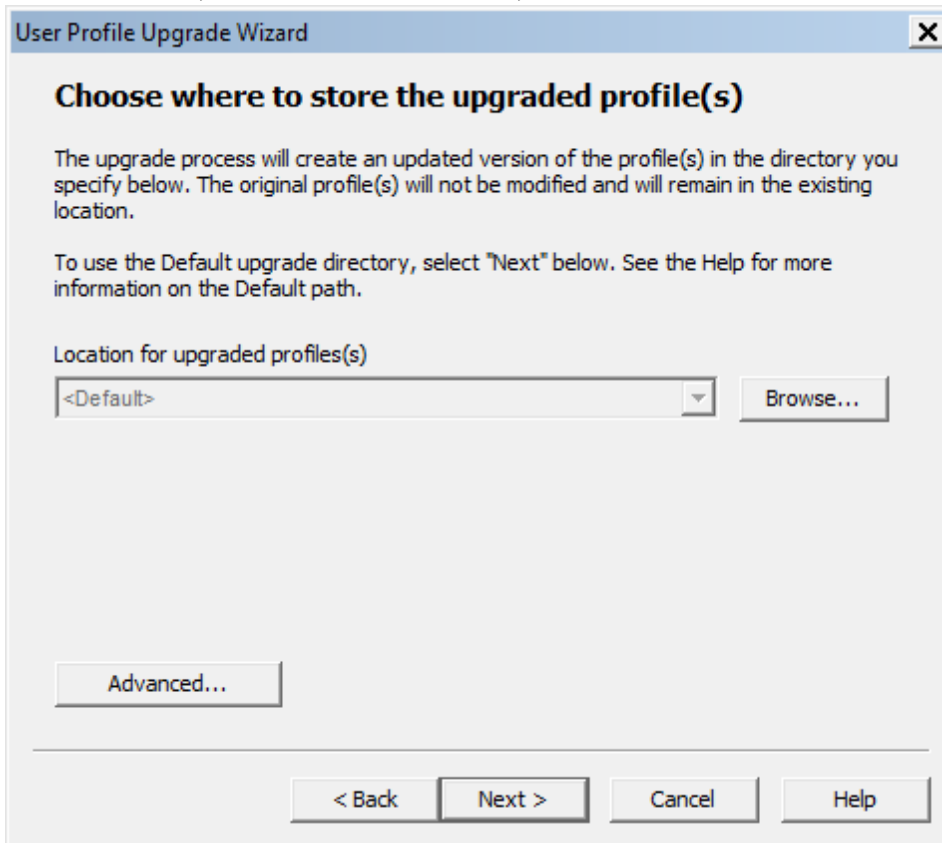 User Profile Upgrade Wizard
Choose where to store the upgraded profile(s)
The upgrade process will create an updated version of the profile(s) in the directory you
specify below. The original profile(s) will not be modified and will remain in the existing
location.
To use the Default upgrade directory, select "Next" below. See the Help for more
information on the Default path.
Location for upgraded profiles(s)
<Default>
Browse...
Advanced...
< Back
Next >
Cancel
Help